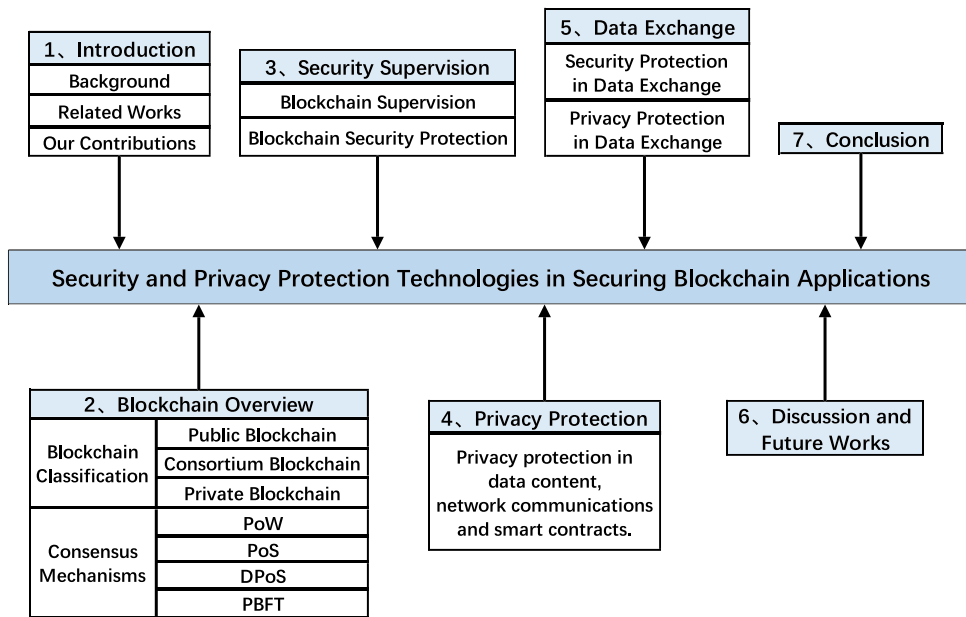 1、Introduction
Background
Related Works
Our Contributions
3、Security Supervision
Blockchain Supervision
Blockchain Security Protection
5、Data Exchange
Security Protection
in Data Exchange
Privacy Protection
in Data Exchange
7、Conclusion
Security and Privacy Protection Technologies in Securing Blockchain Applications
2、Blockchain Overview
Blockchain
Classification
Public Blockchain
Consortium Blockchain
Private Blockchain
Consensus
Mechanisms
PoW
PoS
DPoS
PBFT
4、Privacy Protection
Privacy protection in
data content,
network communications
and smart contracts.
6、Discussion and
Future Works